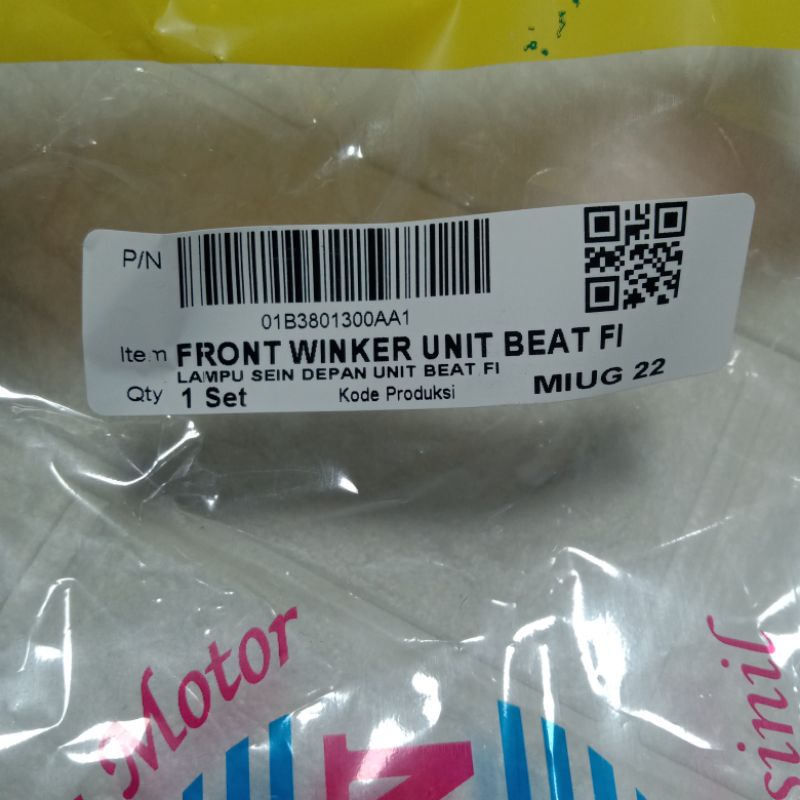 P/N
01B3801300AA1
Item FRONT WINKER UNIT BEAT FI
LAMPU SEIN DEPAN UNIT BEAT FI
Qty 1 Set Kode Produksi MIUG 22
Motor